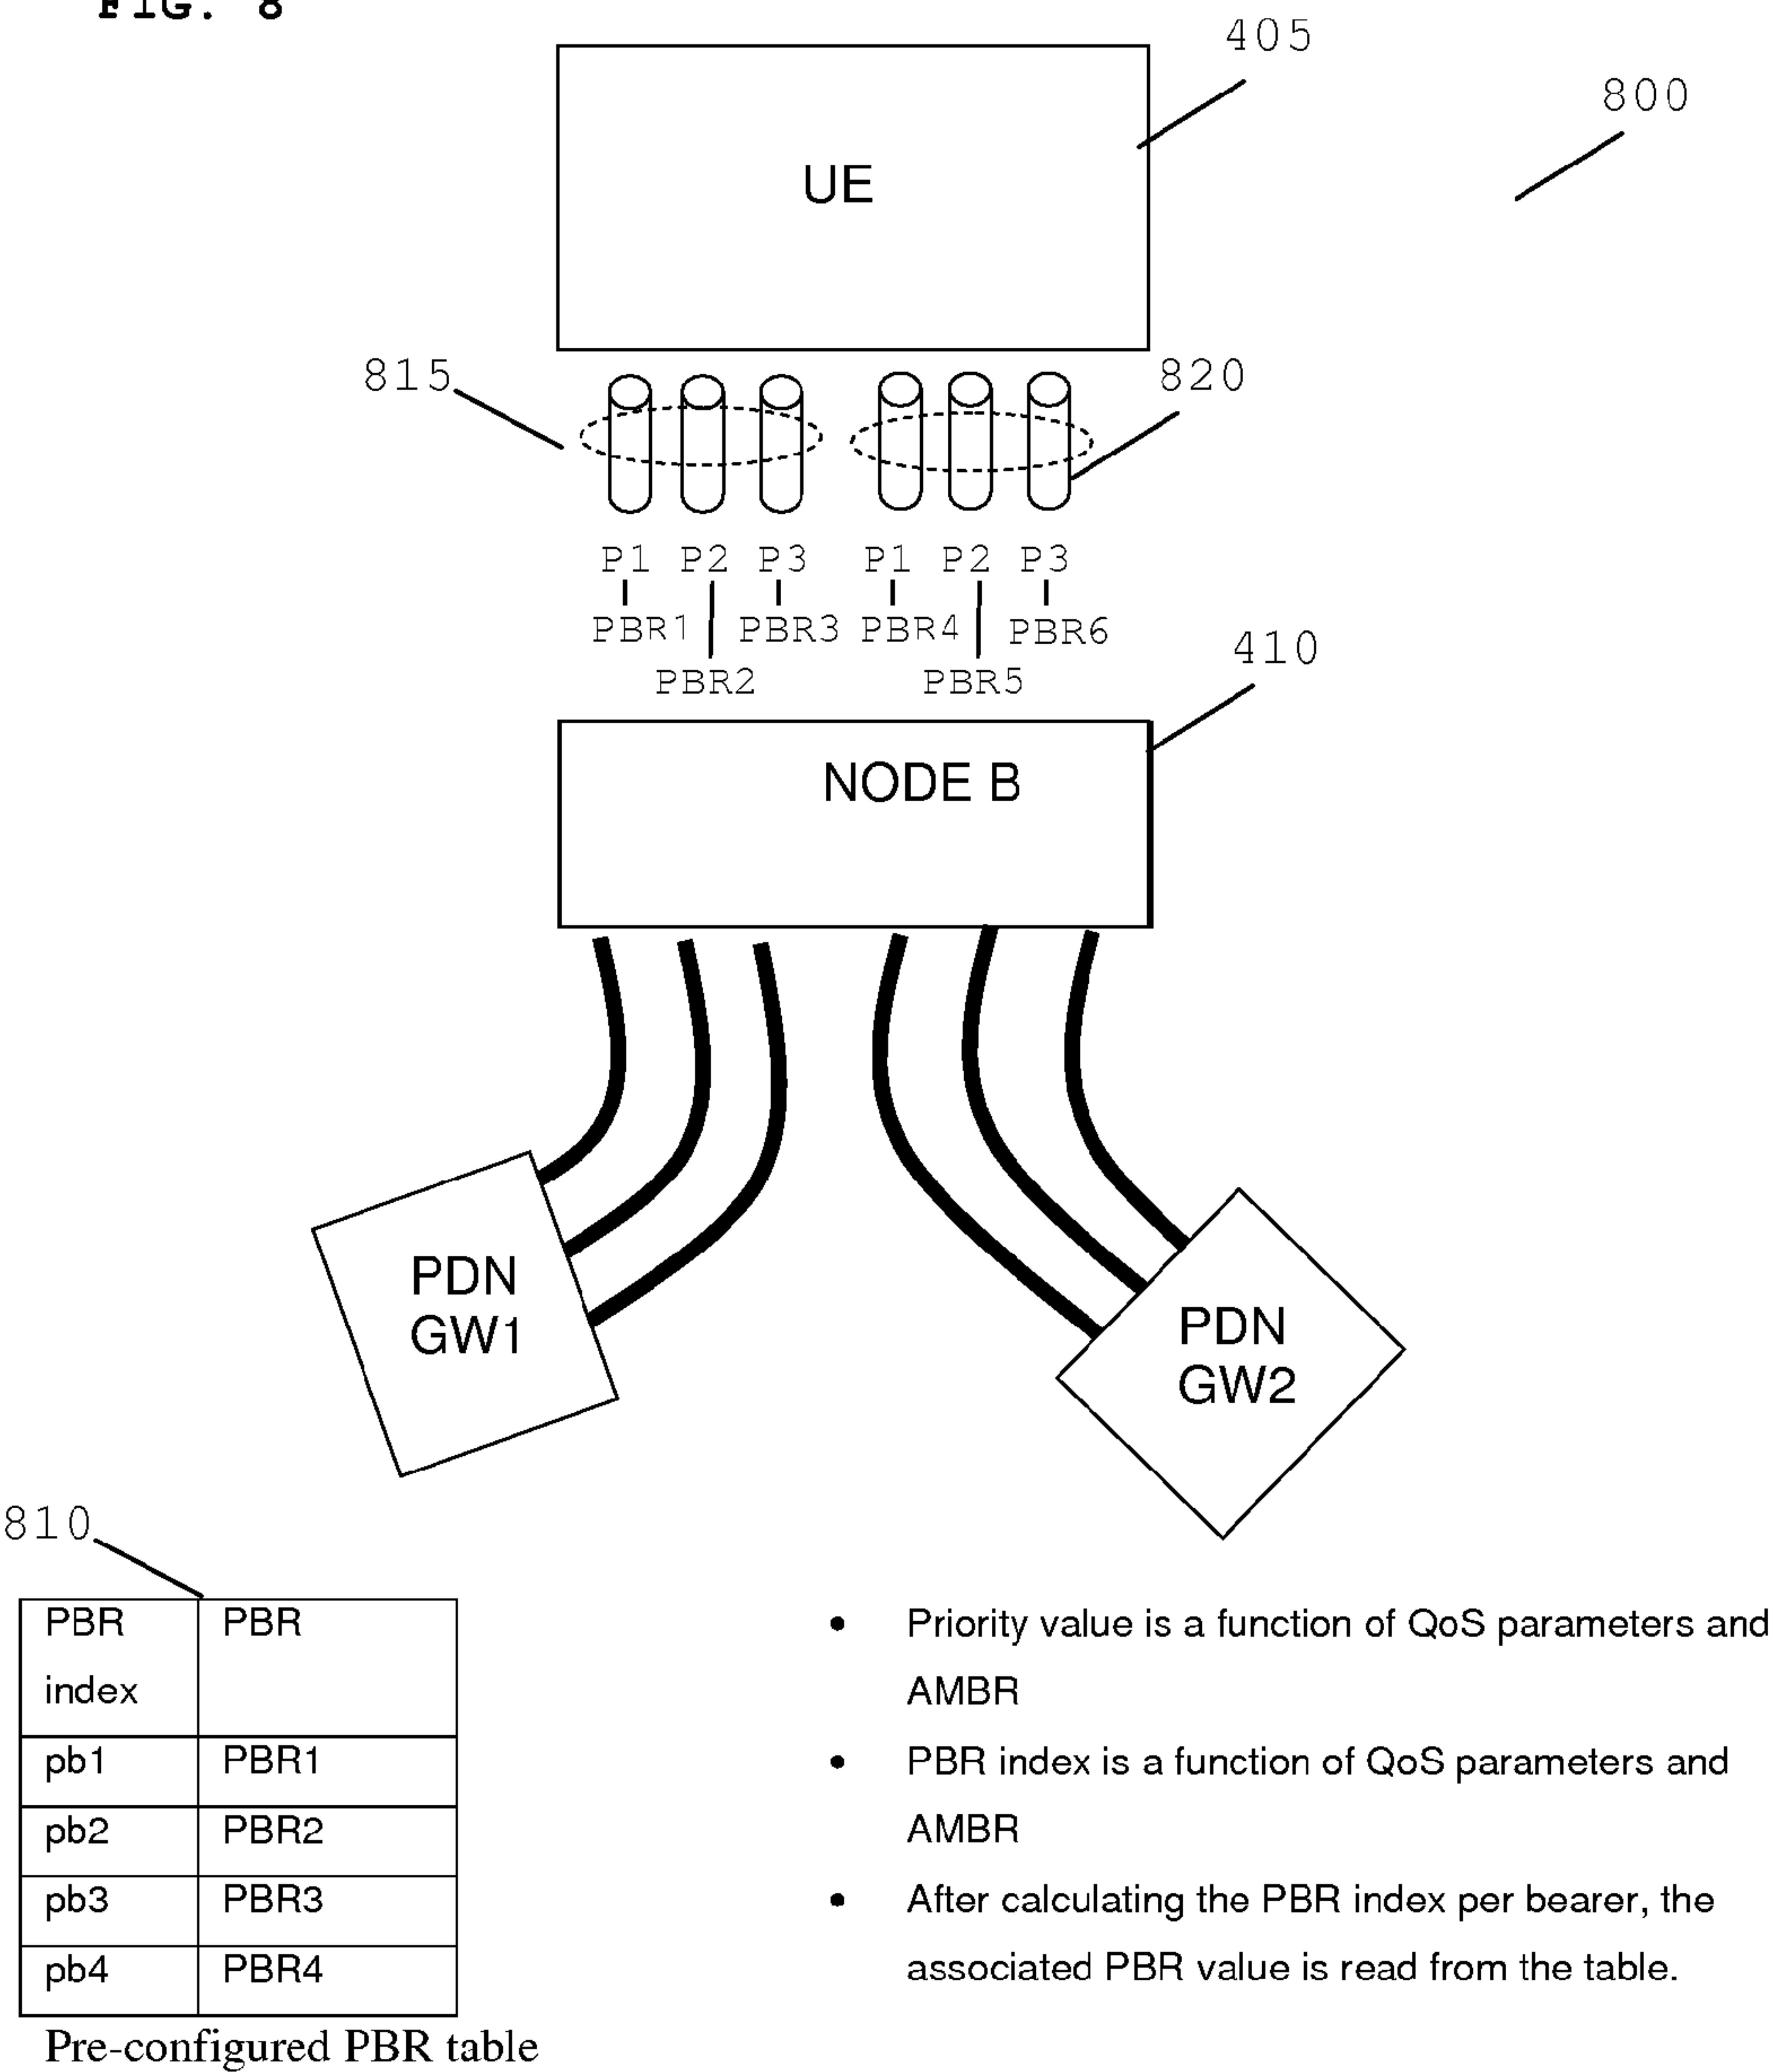 FIG. 8
405
800
UE
815
820
P1 P2 P3 P1 P2 P3
PBR1 PBR3 PBR4 PBR6
PBR2 PBR5
410
NODE B
PDN
GW1
PDN
GW2
810
PBR index PBR
pb1 PBR1
pb2 PBR2
pb3 PBR3
pb4 PBR4
Pre-configured PBR table
• Priority value is a function of QoS parameters and
AMBR
• PBR index is a function of QoS parameters and
AMBR
• After calculating the PBR index per bearer, the
associated PBR value is read from the table.